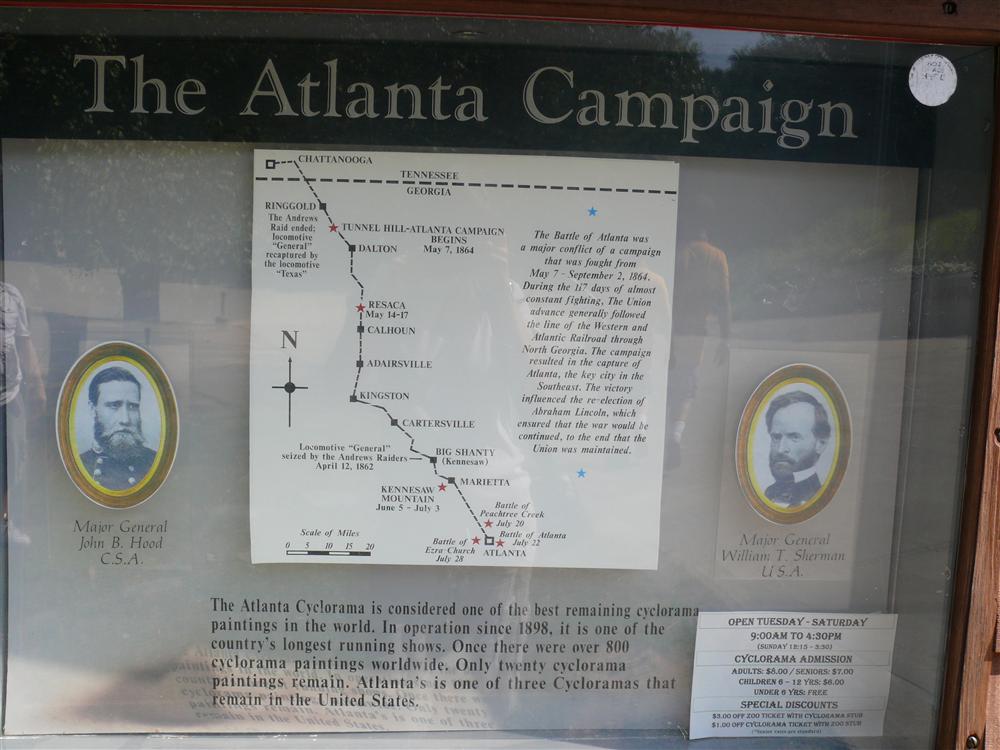 The Atlanta Campaign
CHATTANOOGA
TENNESSEE
GEORGIA
RINGGOLD
The Andrews
Raid ended;
locomotive
"General"
recaptured by
the locomotive
"Texas"
TUNNEL HILL-ATLANTA CAMPAIGN
BEGINS
May 7, 1864
DALTON
RESACA
May 14-17
CALHOUN
N
ADAIRSVILLE
KINGSTON
CARTERSVILLE
Locomotive "General"
seized by the Andrews Raiders
April 12, 1862
BIG SHANTY
(Kennesaw)
MARIETTA
KENNESAW
MOUNTAIN
June 5 - July 3
Battle of
Peachtree Creek
July 20
Battle of Atlanta
July 22
Battle of
Ezra Church
July 28
ATLANTA
Scale of Miles
0 5 10 15 20
The Battle of Atlanta was
a major conflict of a campaign
that was fought from
May 7 - September 2, 1864.
During the 117 days of almost
constant fighting, The Union
advance generally followed
the line of the Western and
Atlantic Railroad through
North Georgia. The campaign
resulted in the capture of
Atlanta, the key city in the
Southeast. The victory
influenced the re-election of
Abraham Lincoln, which
ensured that the war would be
continued, to the end that the
Union was maintained.
Major General
John B. Hood
C.S.A.
Major General
William T. Sherman
U.S.A.
The Atlanta Cyclorama is considered one of the best remaining cyclorama
paintings in the world. In operation since 1898, it is one of the
country's longest running shows. Once there were over 800
cyclorama paintings worldwide. Only twenty cyclorama
paintings remain. Atlanta's is one of three Cycloramas that
remain in the United States.
OPEN TUESDAY - SATURDAY
9:00AM TO 4:30PM
(SUNDAY 12:15 - 3:30)
CYCLORAMA ADMISSION
ADULTS: $8.00 / SENIORS: $7.00
CHILDREN 6 - 12 YRS: $6.00
UNDER 6 YRS: FREE
SPECIAL DISCOUNTS
$3.00 OFF ZOO TICKET WITH CYCLORAMA STUB
$1.00 OFF CYCLORAMA TICKET WITH ZOO STUB
(*Senior rates are standard)